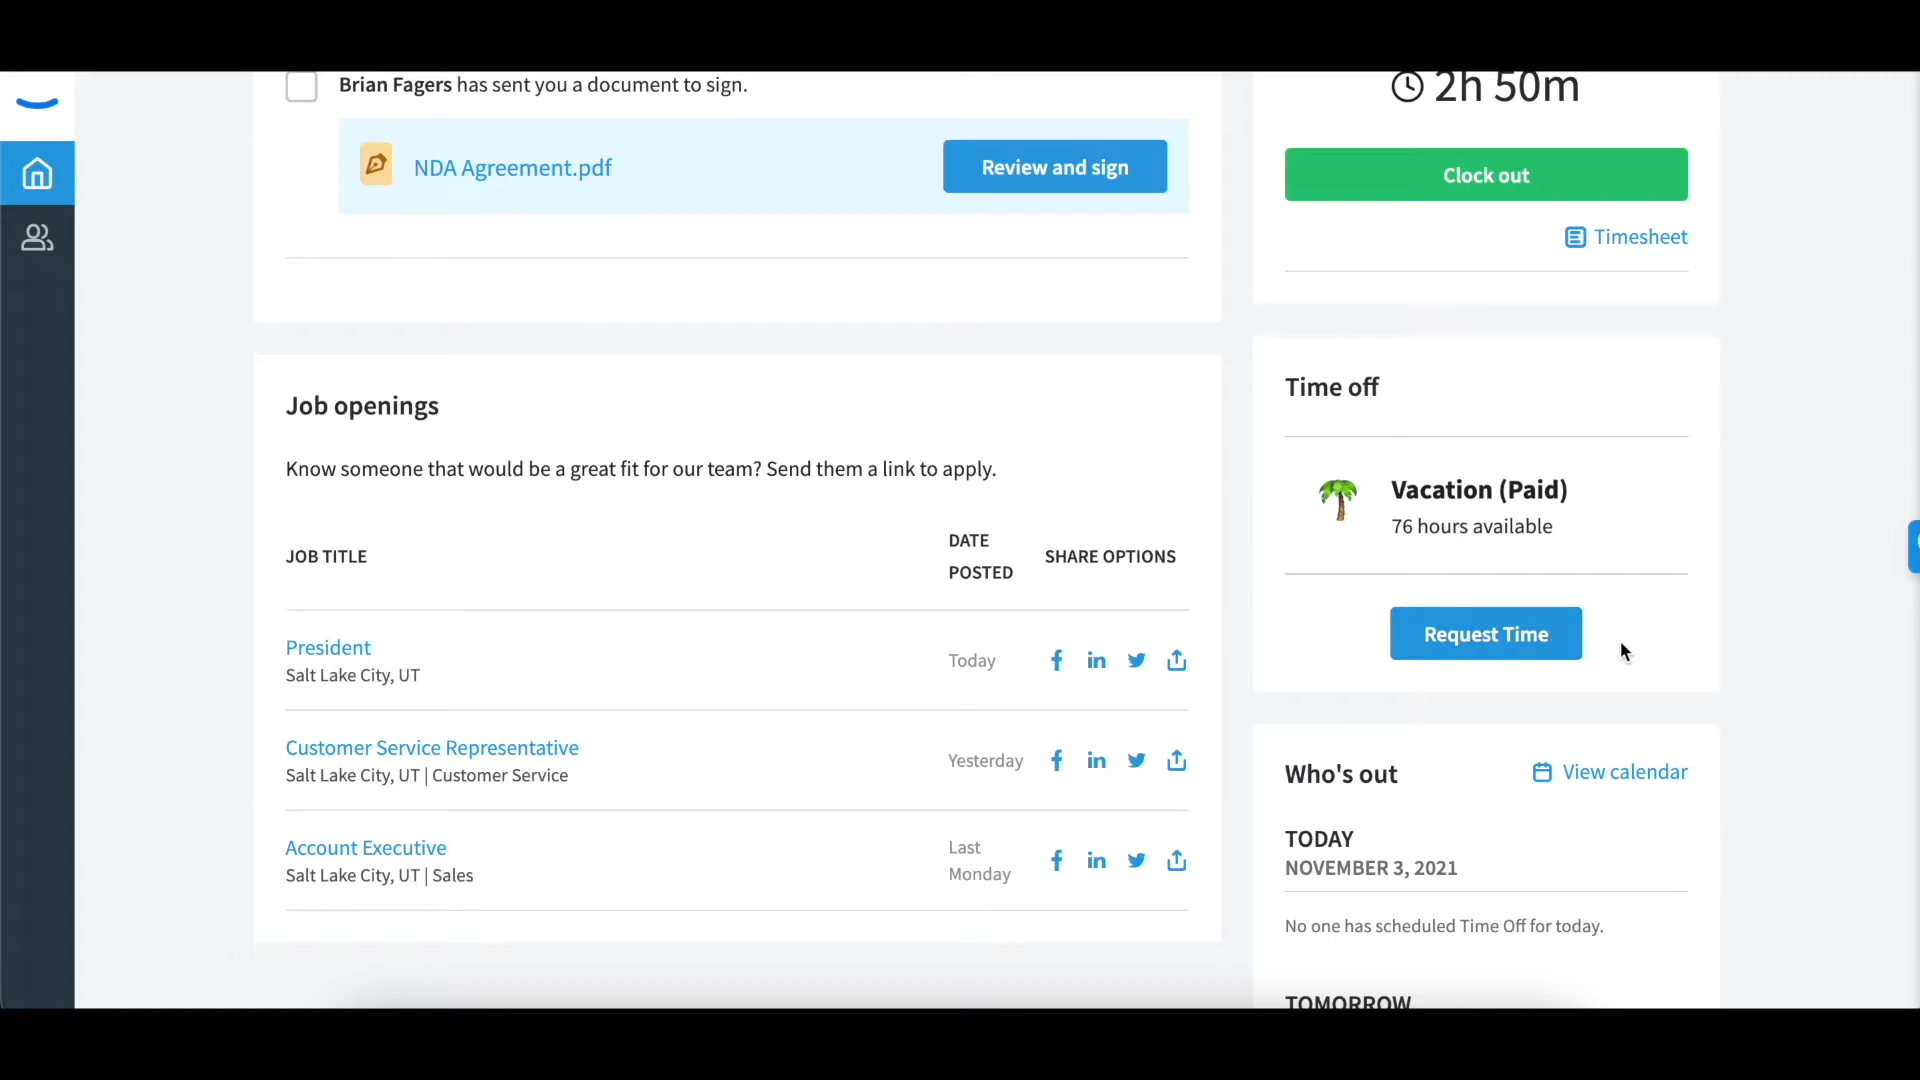 Brian Fagers has sent you a document to sign.
NDA Agreement.pdf
Review and sign
Job openings
Know someone that would be a great fit for our team? Send them a link to apply.
JOB TITLE
DATE
POSTED
SHARE OPTIONS
President
Salt Lake City, UT
Today
Customer Service Representative
Salt Lake City, UT | Customer Service
Yesterday
Account Executive
Salt Lake City, UT | Sales
Last
Monday
2h 50m
Clock out
Timesheet
Time off
Vacation (Paid)
76 hours available
Request Time
Who's out
View calendar
TODAY
NOVEMBER 3, 2021
No one has scheduled Time Off for today.
TOMORROW